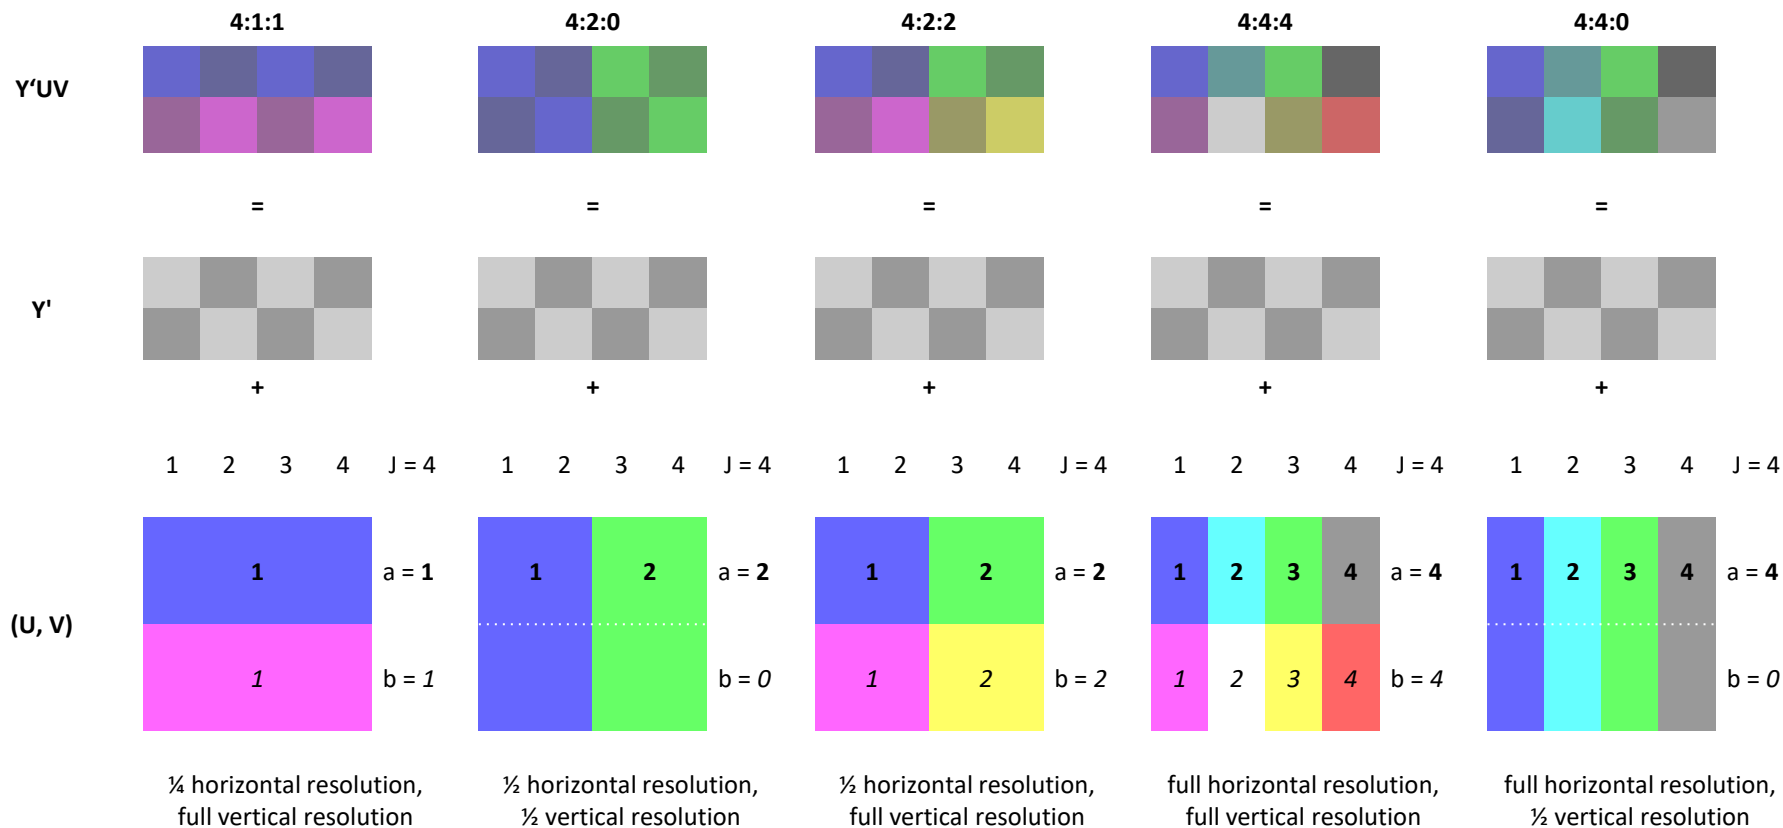 4:1:1 4:2:0 4:2:2 4:4:4 4:4:0
Y‘UV
= = = = =
Y'
+ + + + +
1 2 3 4 J = 4 1 2 3 4 J = 4 1 2 3 4 J = 4 1 2 3 4 J = 4 1 2 3 4 J = 4
1 a = 1 1 2 a = 2 1 2 a = 2 1 2 3 4 a = 4 1 2 3 4 a = 4
(U, V)
1 b = 1 b = 0 1 2 b = 2 1 2 3 4 b = 4 b = 0
¼ horizontal resolution, ½ horizontal resolution, ½ horizontal resolution, full horizontal resolution, full horizontal resolution,
full vertical resolution ½ vertical resolution full vertical resolution full vertical resolution ½ vertical resolution